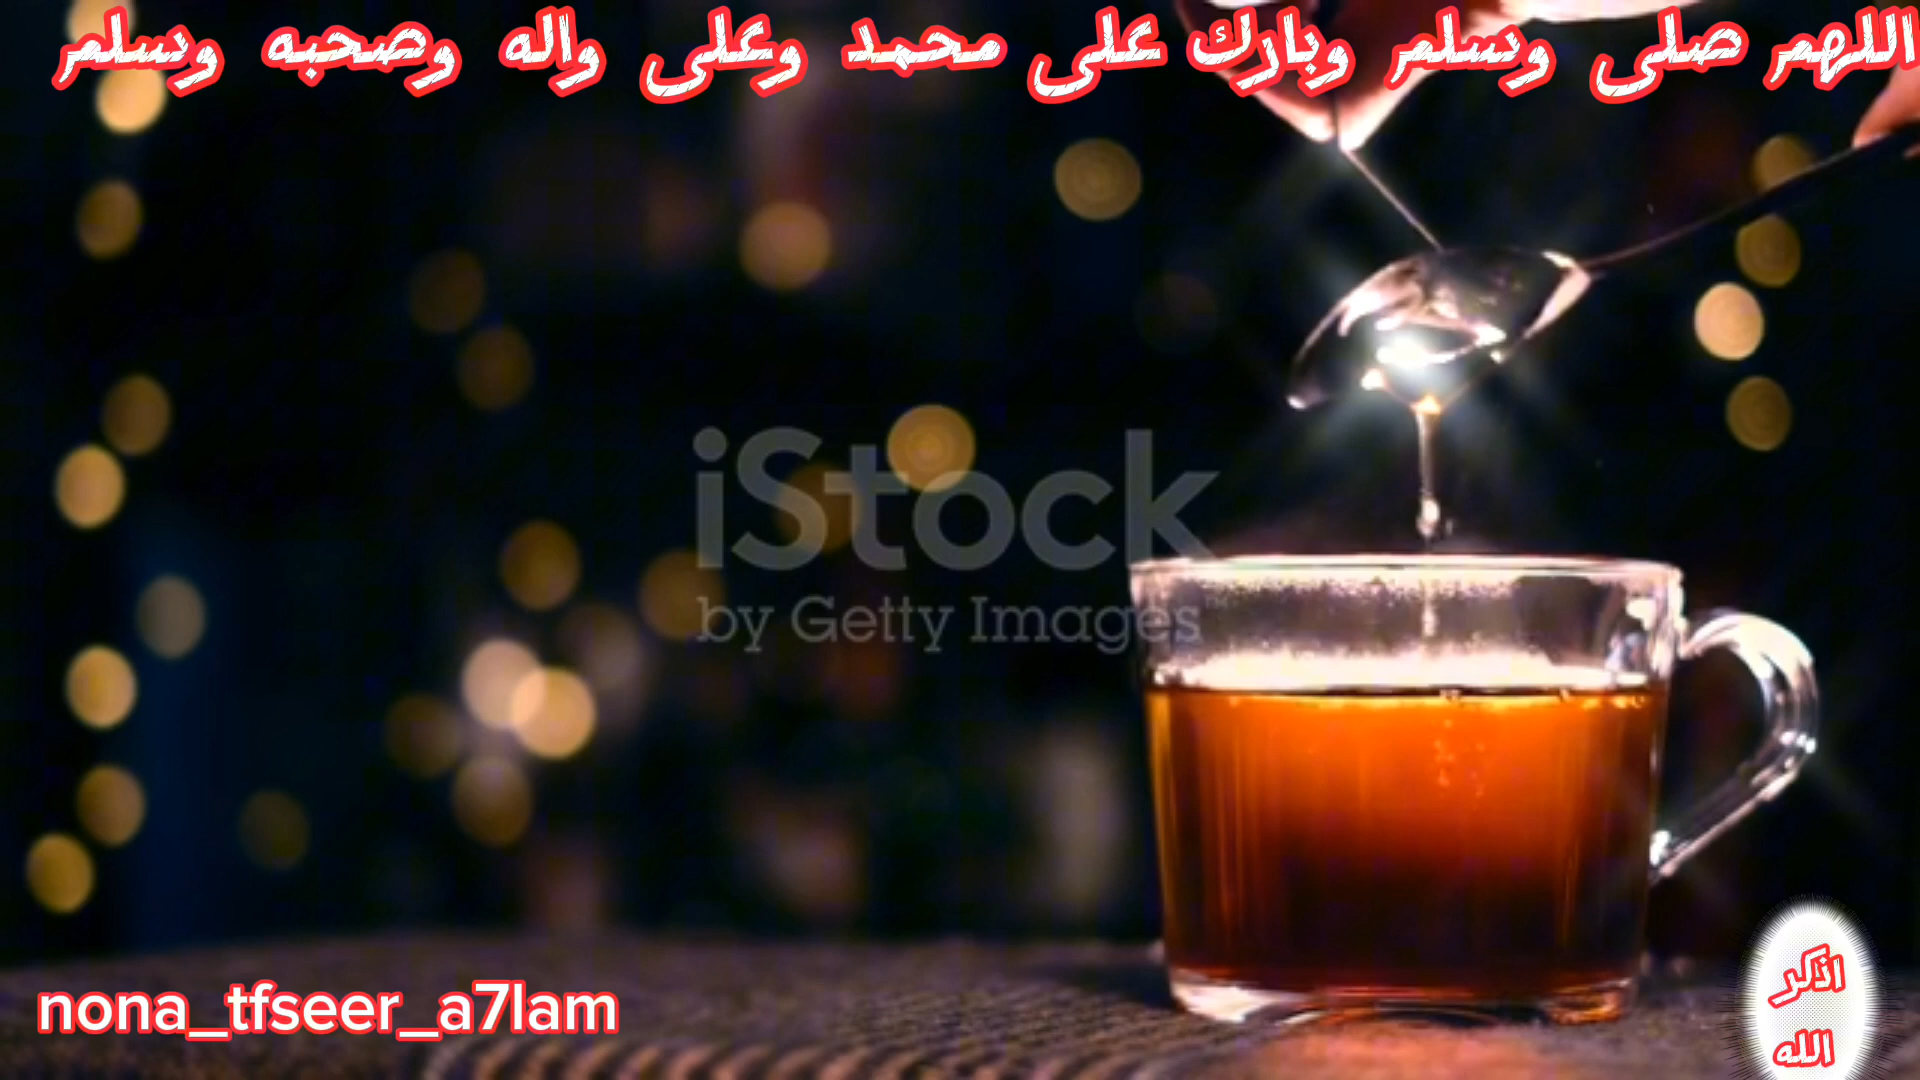 اللهم صلى وسلم وبارك على محمد وعلى واله وصحبه وسلم
iStock
by Getty Images
nona_tfseer_a7lam
اذكر
الله